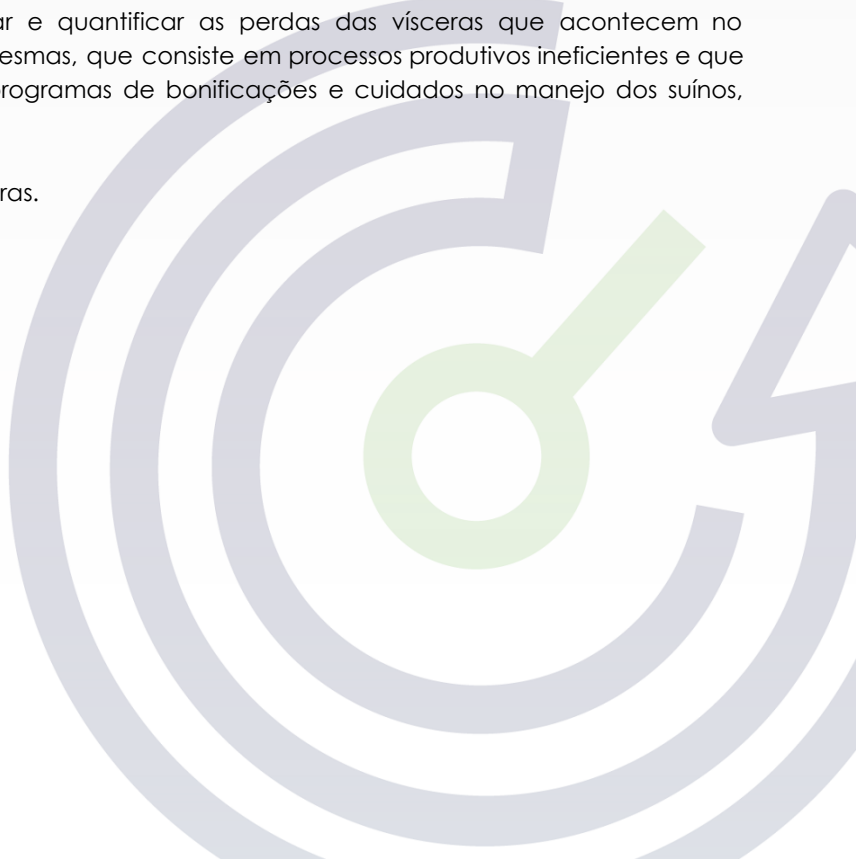 ar e quantificar as perdas das vísceras que acontecem no
esmas, que consiste em processos produtivos ineficientes e que
rogramas de bonificações e cuidados no manejo dos suínos,
ras.